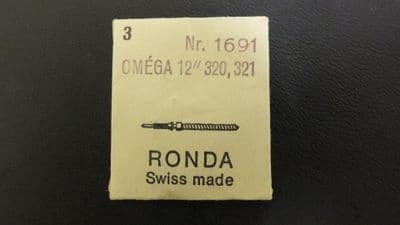 3
Nr. 1691
OMÉGA 12‴ 320,321
RONDA
Swiss made